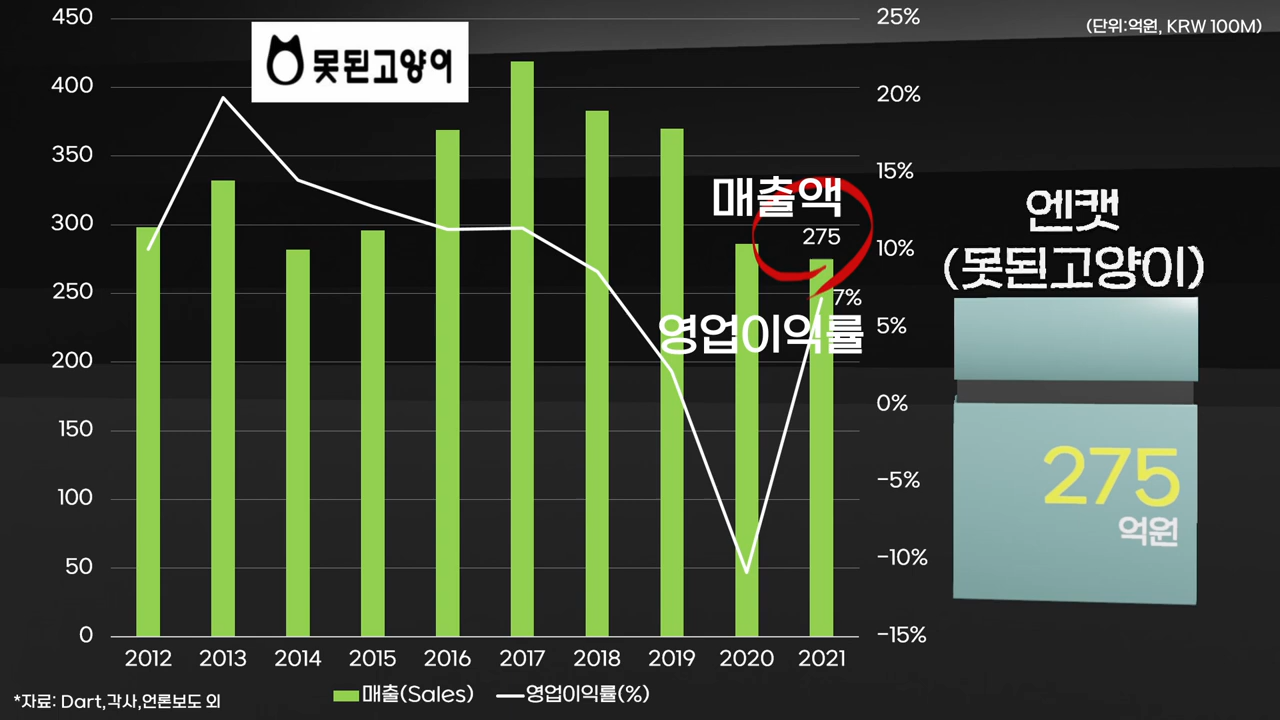 (단위:억원, KRW 100M)
못된고양이
450
400
350
300
250
200
150
100
50
0
25%
20%
15%
10%
5%
0%
-5%
-10%
-15%
매출액
275
7%
영업이익률
2012 2013 2014 2015 2016 2017 2018 2019 2020 2021
매출(Sales) 영업이익률(%)
*자료: Dart,각사,언론보도 외
엔캣
(못된고양이)
275
억원